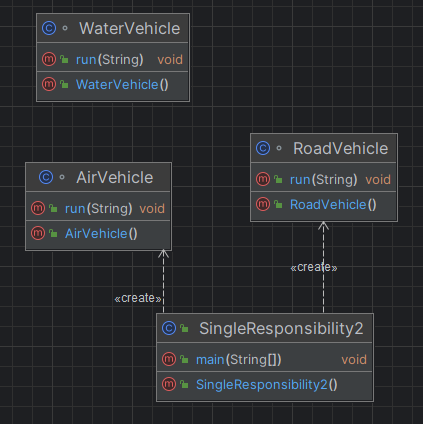 WaterVehicle
run(String) void
WaterVehicle()
AirVehicle
run(String) void
AirVehicle()
RoadVehicle
run(String) void
RoadVehicle()
«create»
«create»
SingleResponsibility2
main(String[]) void
SingleResponsibility2()